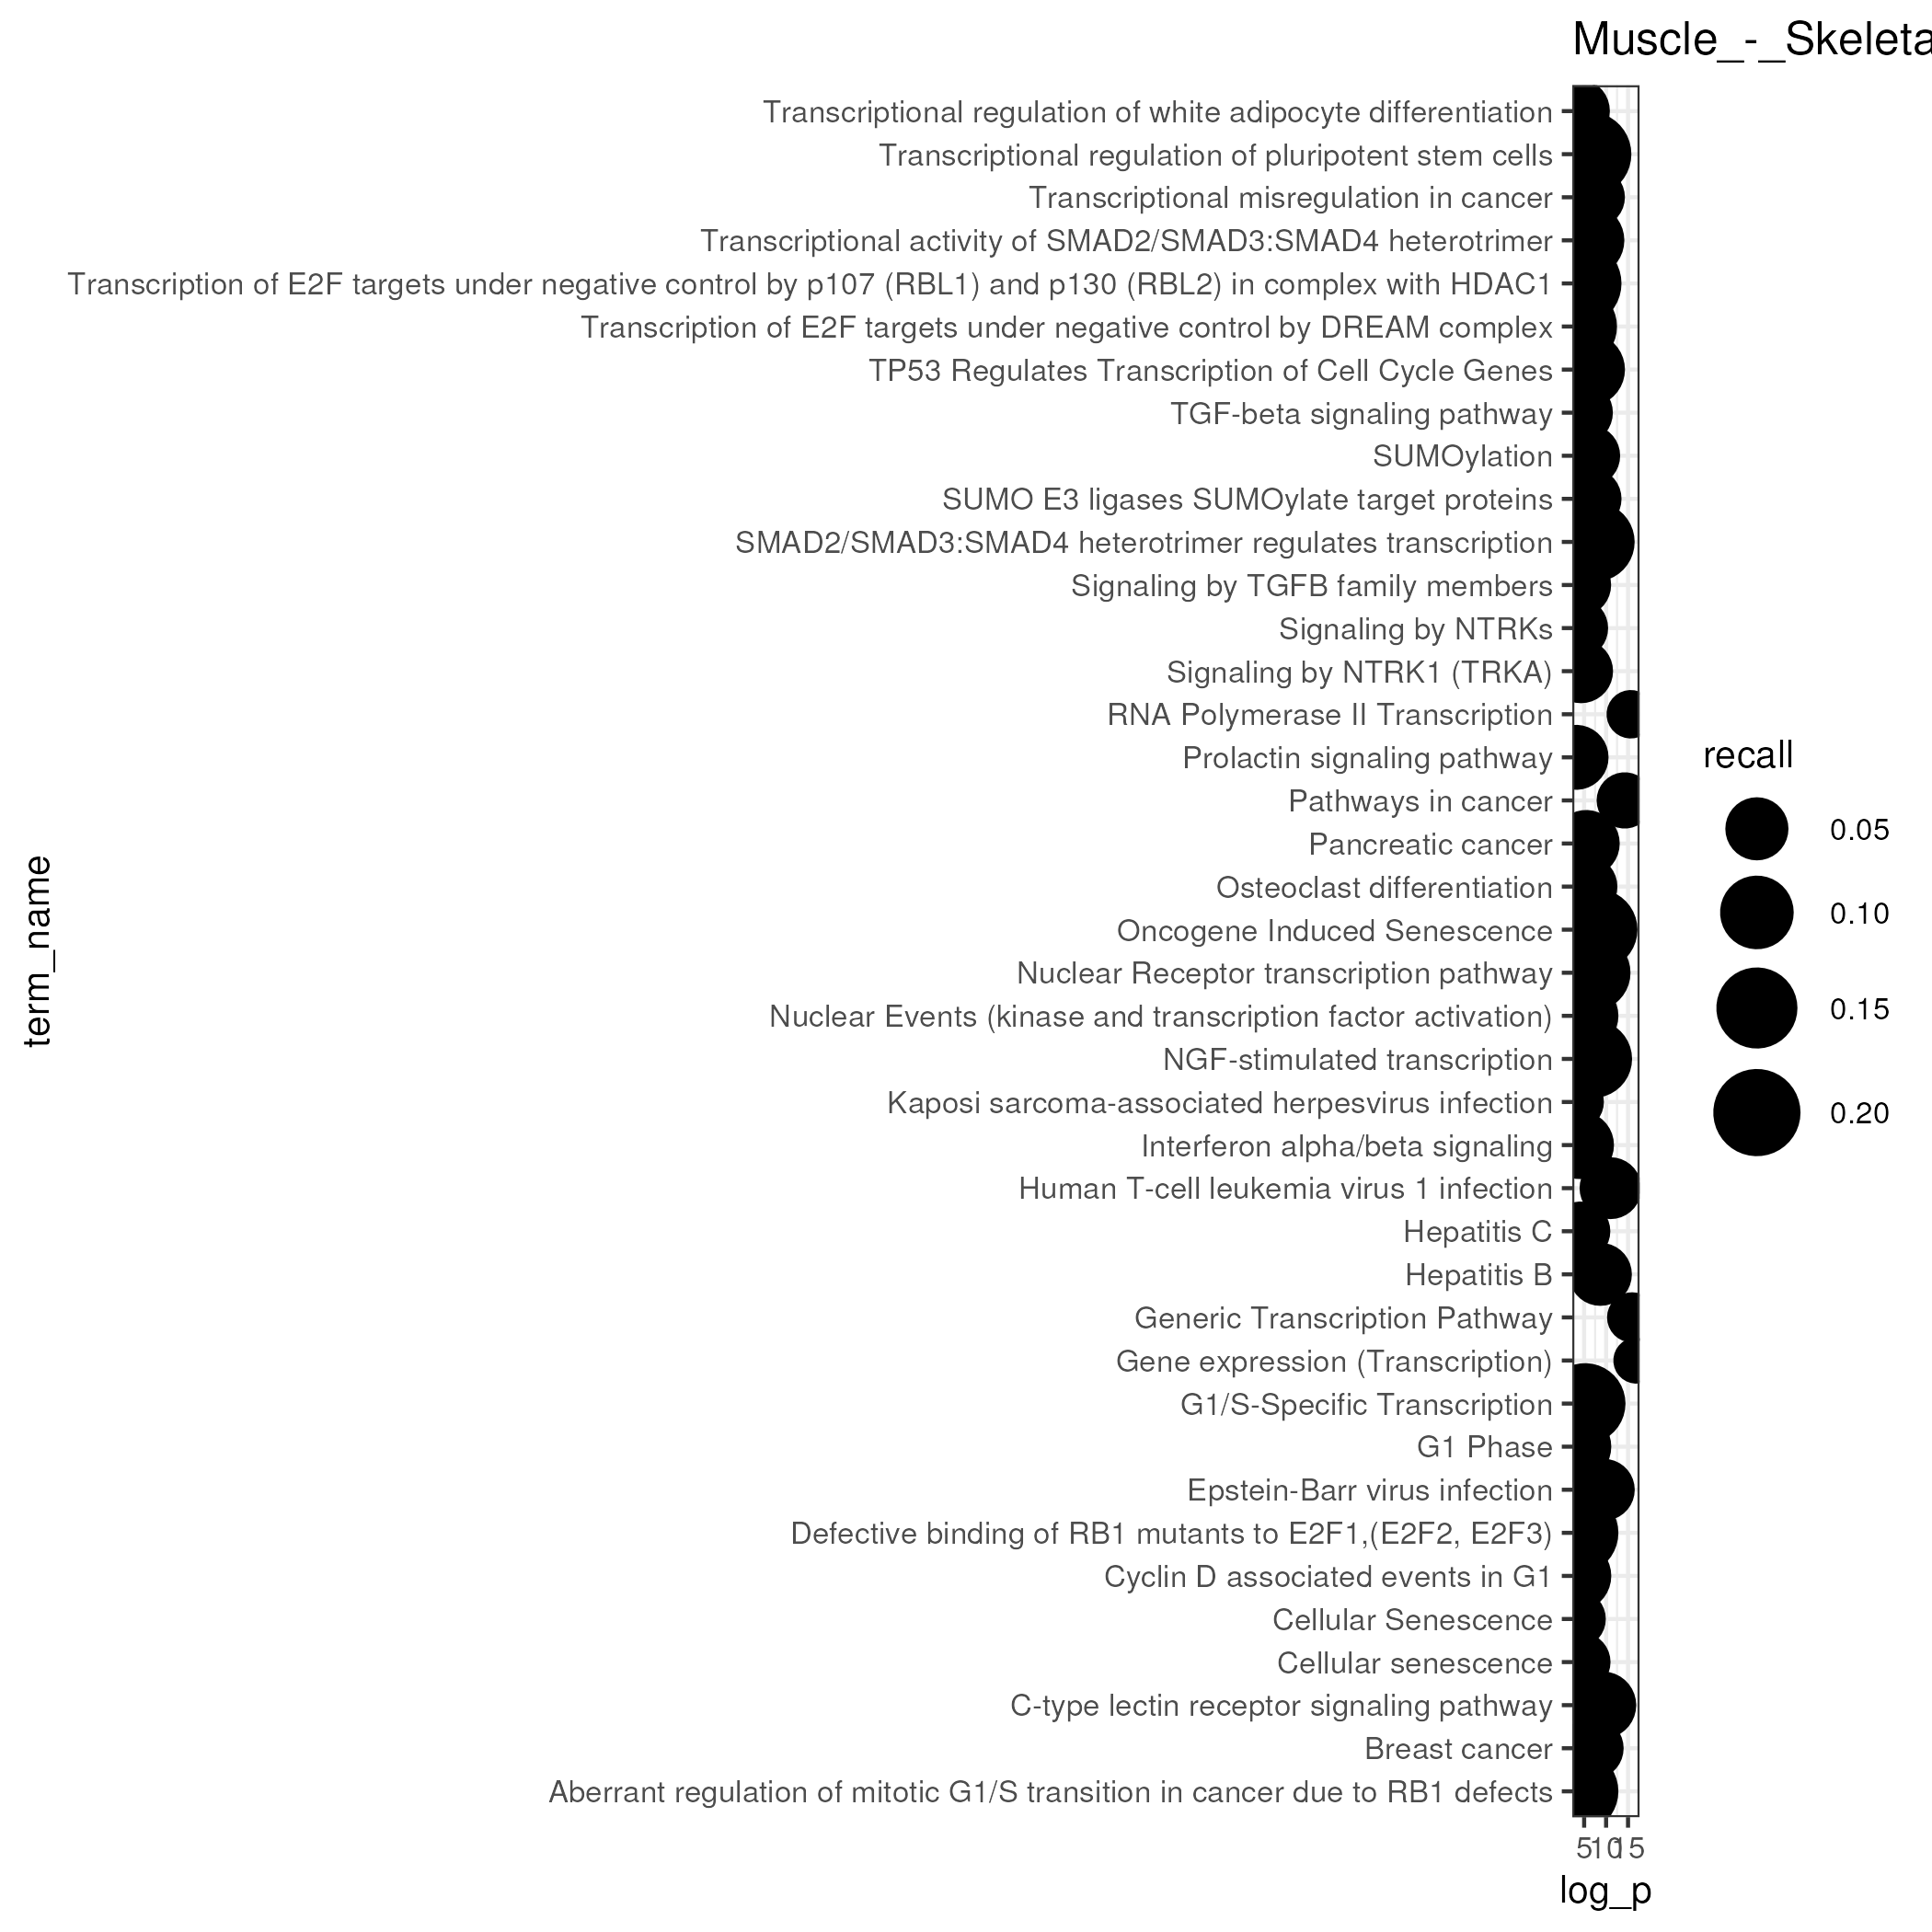 Muscle_-_Skeleta
Transcriptional regulation of white adipocyte differentiation
Transcriptional regulation of pluripotent stem cells
Transcriptional misregulation in cancer
Transcriptional activity of SMAD2/SMAD3:SMAD4 heterotrimer
Transcription of E2F targets under negative control by p107 (RBL1) and p130 (RBL2) in complex with HDAC1
Transcription of E2F targets under negative control by DREAM complex
TP53 Regulates Transcription of Cell Cycle Genes
TGF-beta signaling pathway
SUMOylation
SUMO E3 ligases SUMOylate target proteins
SMAD2/SMAD3:SMAD4 heterotrimer regulates transcription
Signaling by TGFB family members
Signaling by NTRKs
Signaling by NTRK1 (TRKA)
RNA Polymerase II Transcription
Prolactin signaling pathway
Pathways in cancer
Pancreatic cancer
Osteoclast differentiation
Oncogene Induced Senescence
Nuclear Receptor transcription pathway
Nuclear Events (kinase and transcription factor activation)
NGF-stimulated transcription
Kaposi sarcoma-associated herpesvirus infection
Interferon alpha/beta signaling
Human T-cell leukemia virus 1 infection
Hepatitis C
Hepatitis B
Generic Transcription Pathway
Gene expression (Transcription)
G1/S-Specific Transcription
G1 Phase
Epstein-Barr virus infection
Defective binding of RB1 mutants to E2F1,(E2F2, E2F3)
Cyclin D associated events in G1
Cellular Senescence
Cellular senescence
C-type lectin receptor signaling pathway
Breast cancer
Aberrant regulation of mitotic G1/S transition in cancer due to RB1 defects
term_name
5 10 15
log_p
recall
0.05
0.10
0.15
0.20